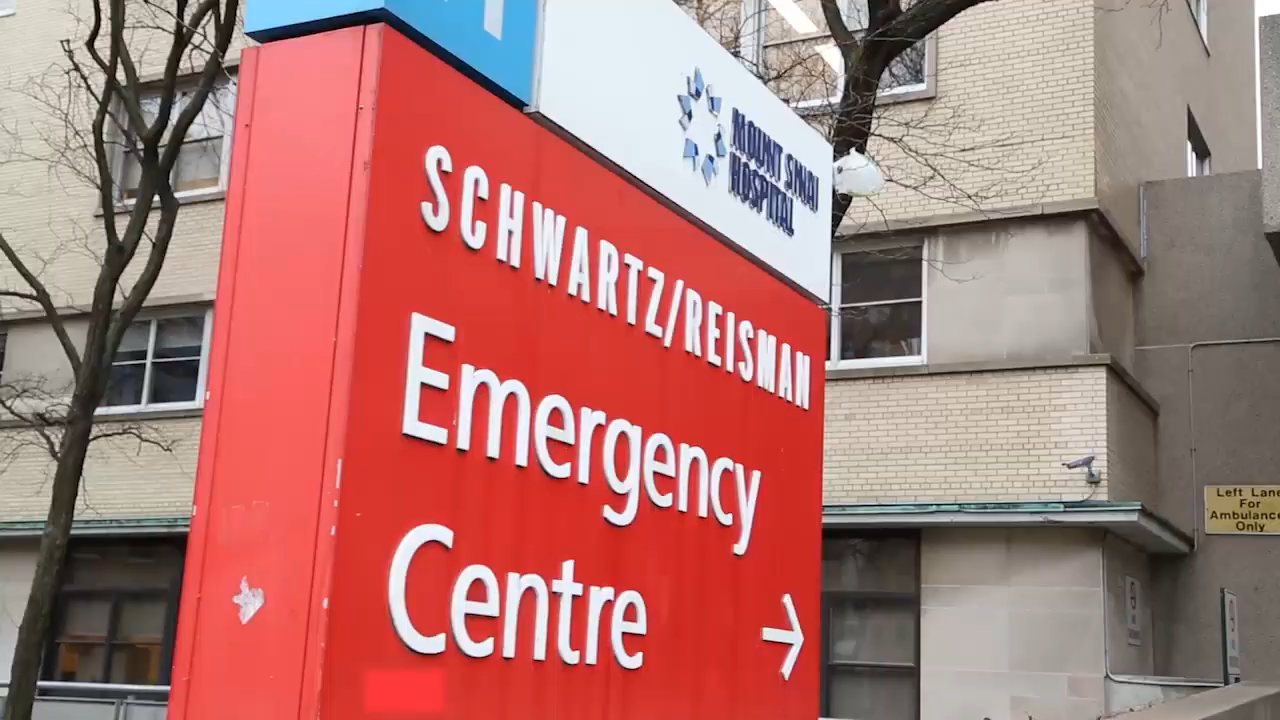 MOUNT SINAI
HOSPITAL
SCHWARTZ/REISMAN
Emergency
Centre
Left Lane
For
Ambulance
Only